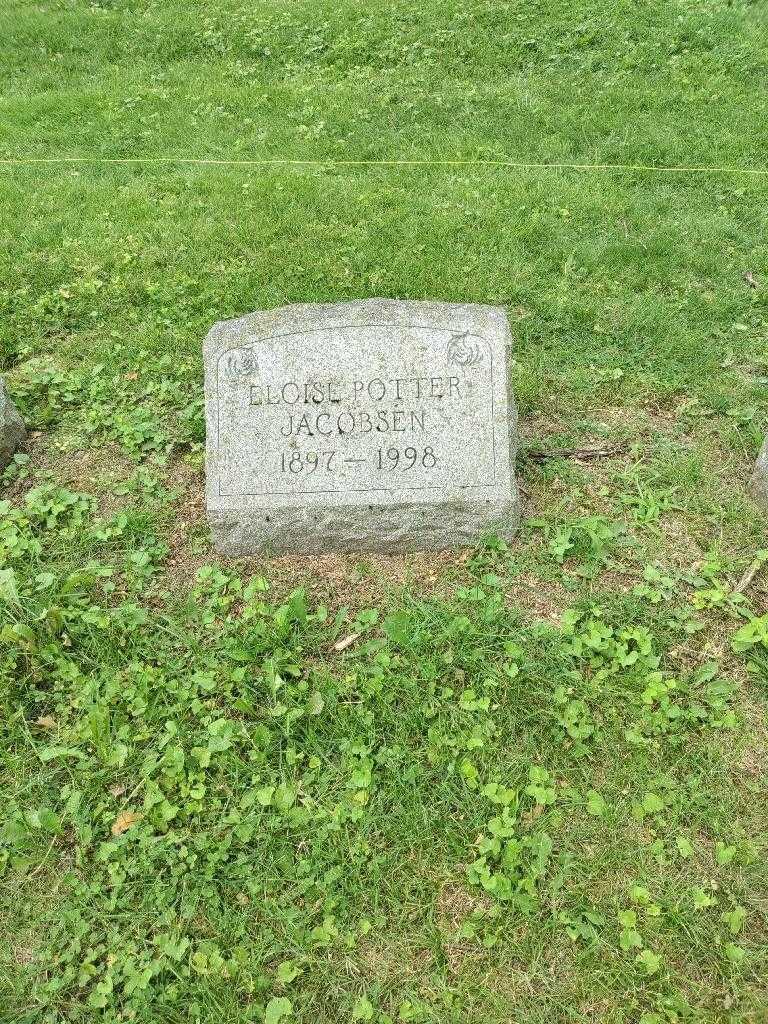 ELOISE POTTER
JACOBSEN
1897 — 1998